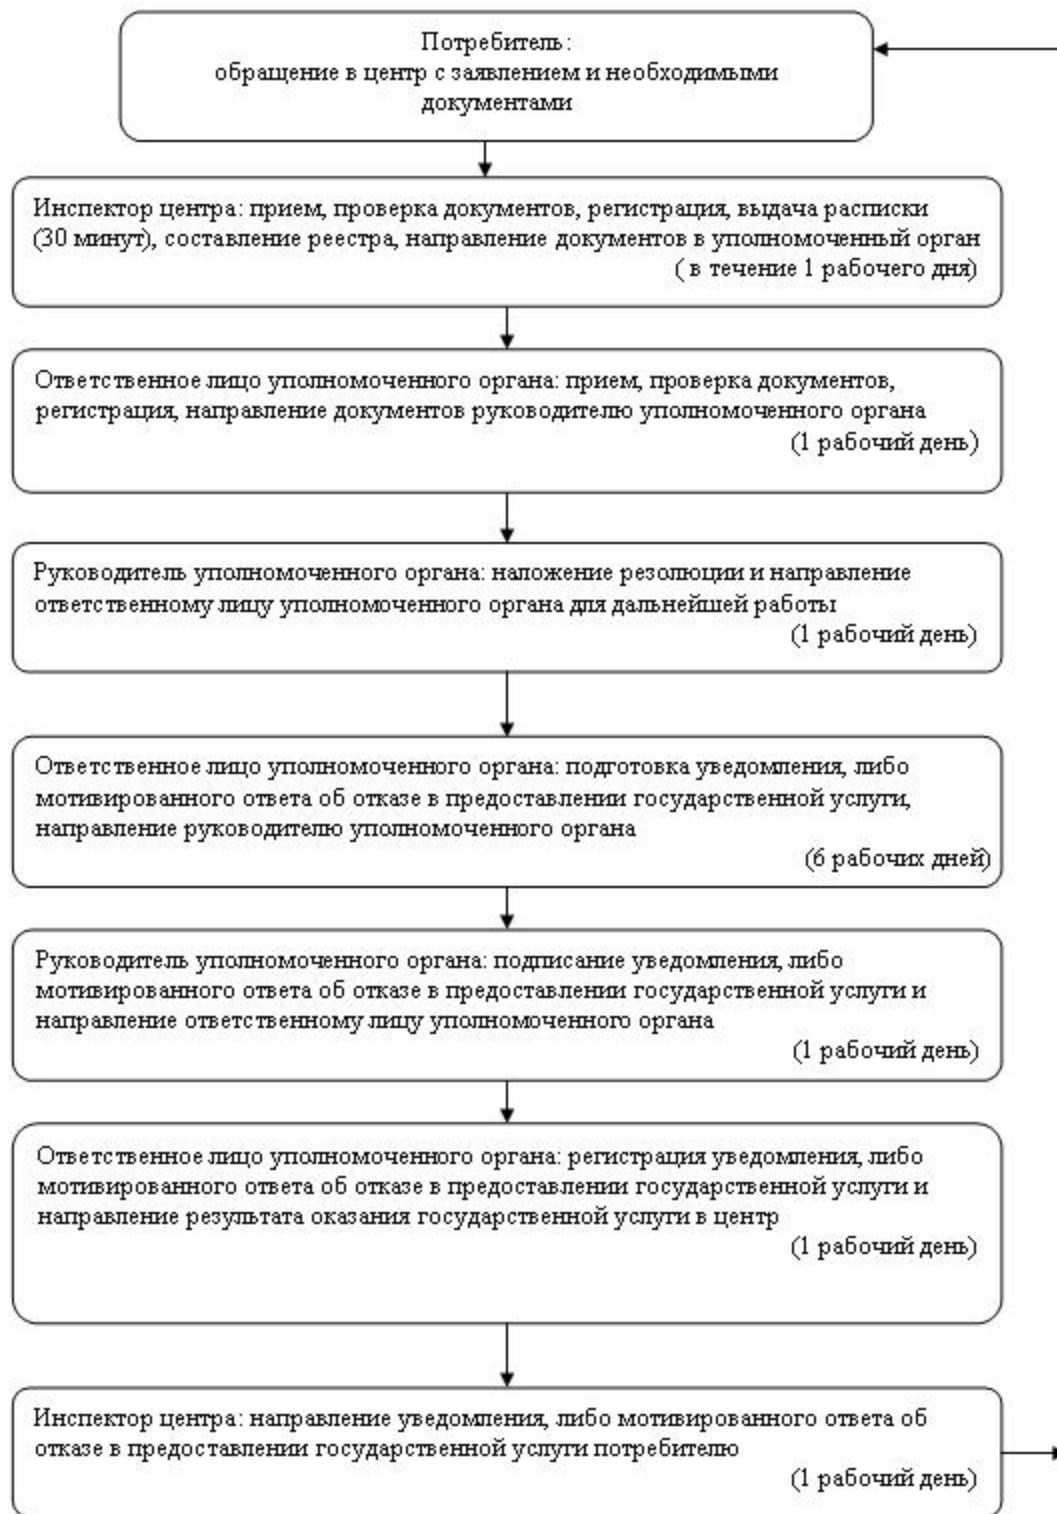 Потребитель:
обращение в центр с заявлением и необходимыми
документами
Инспектор центра: прием, проверка документов, регистрация, выдача расписки
(30 минут), составление реестра, направление документов в уполномоченный орган
( в течение 1 рабочего дня)
Ответственное лицо уполномоченного органа: прием, проверка документов,
регистрация, направление документов руководителю уполномоченного органа
(1 рабочий день)
Руководитель уполномоченного органа: наложение резолюции и направление
ответственному лицу уполномоченного органа для дальнейшей работы
(1 рабочий день)
Ответственное лицо уполномоченного органа: подготовка уведомления, либо
мотивированного ответа об отказе в предоставлении государственной услуги,
направление руководителю уполномоченного органа
(6 рабочих дней)
Руководитель уполномоченного органа: подписание уведомления, либо
мотивированного ответа об отказе в предоставлении государственной услуги и
направление ответственному лицу уполномоченного органа
(1 рабочий день)
Ответственное лицо уполномоченного органа: регистрация уведомления, либо
мотивированного ответа об отказе в предоставлении государственной услуги и
направление результата оказания государственной услуги в центр
(1 рабочий день)
Инспектор центра: направление уведомления, либо мотивированного ответа об
отказе в предоставлении государственной услуги потребителю
(1 рабочий день)